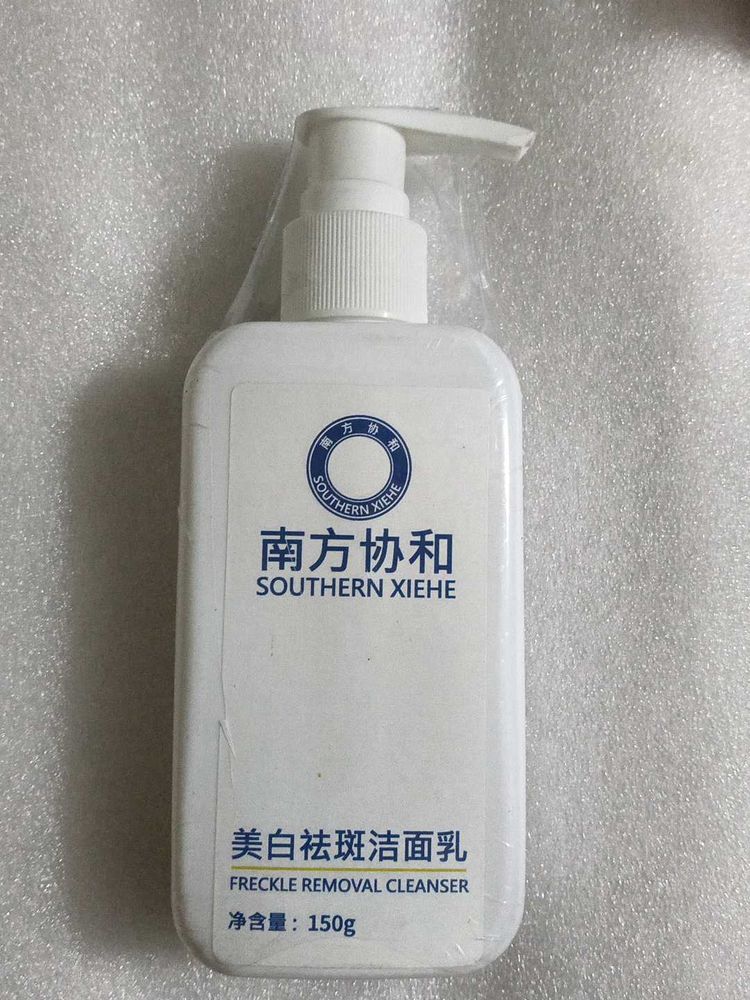 南方协和
SOUTHERN XIEHE
南方协和
SOUTHERN XIEHE
美白祛斑洁面乳
FRECKLE REMOVAL CLEANSER
净含量：150g